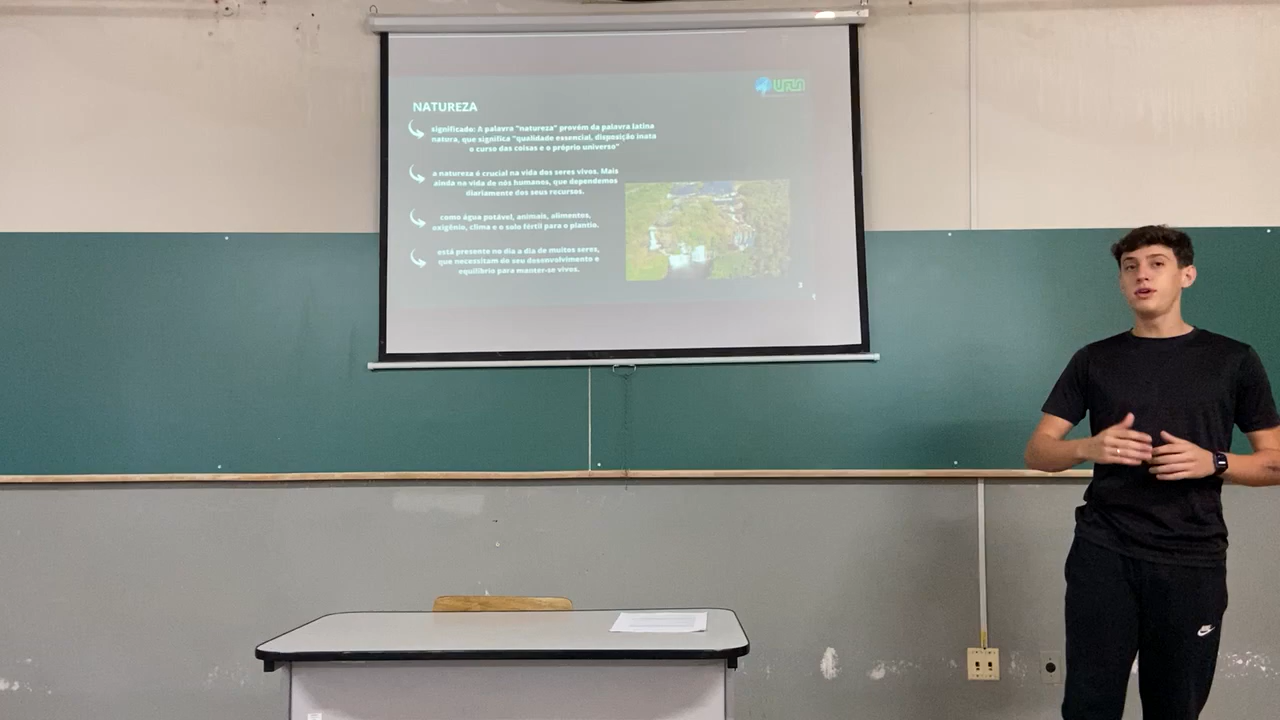 NATUREZA
significado: A palavra "natureza" provém da palavra latina
natura, que significa "qualidade essencial, disposição inata
o curso das coisas e o próprio universo"
a natureza é crucial na vida dos seres vivos. Mais
ainda na vida de nós humanos, que dependemos
diariamente dos seus recursos.
como água potável, animais, alimentos,
oxigênio, clima e o solo fértil para o plantio.
está presente no dia a dia de muitos seres,
que necessitam do seu desenvolvimento e
equilíbrio para manter-se vivos.
3